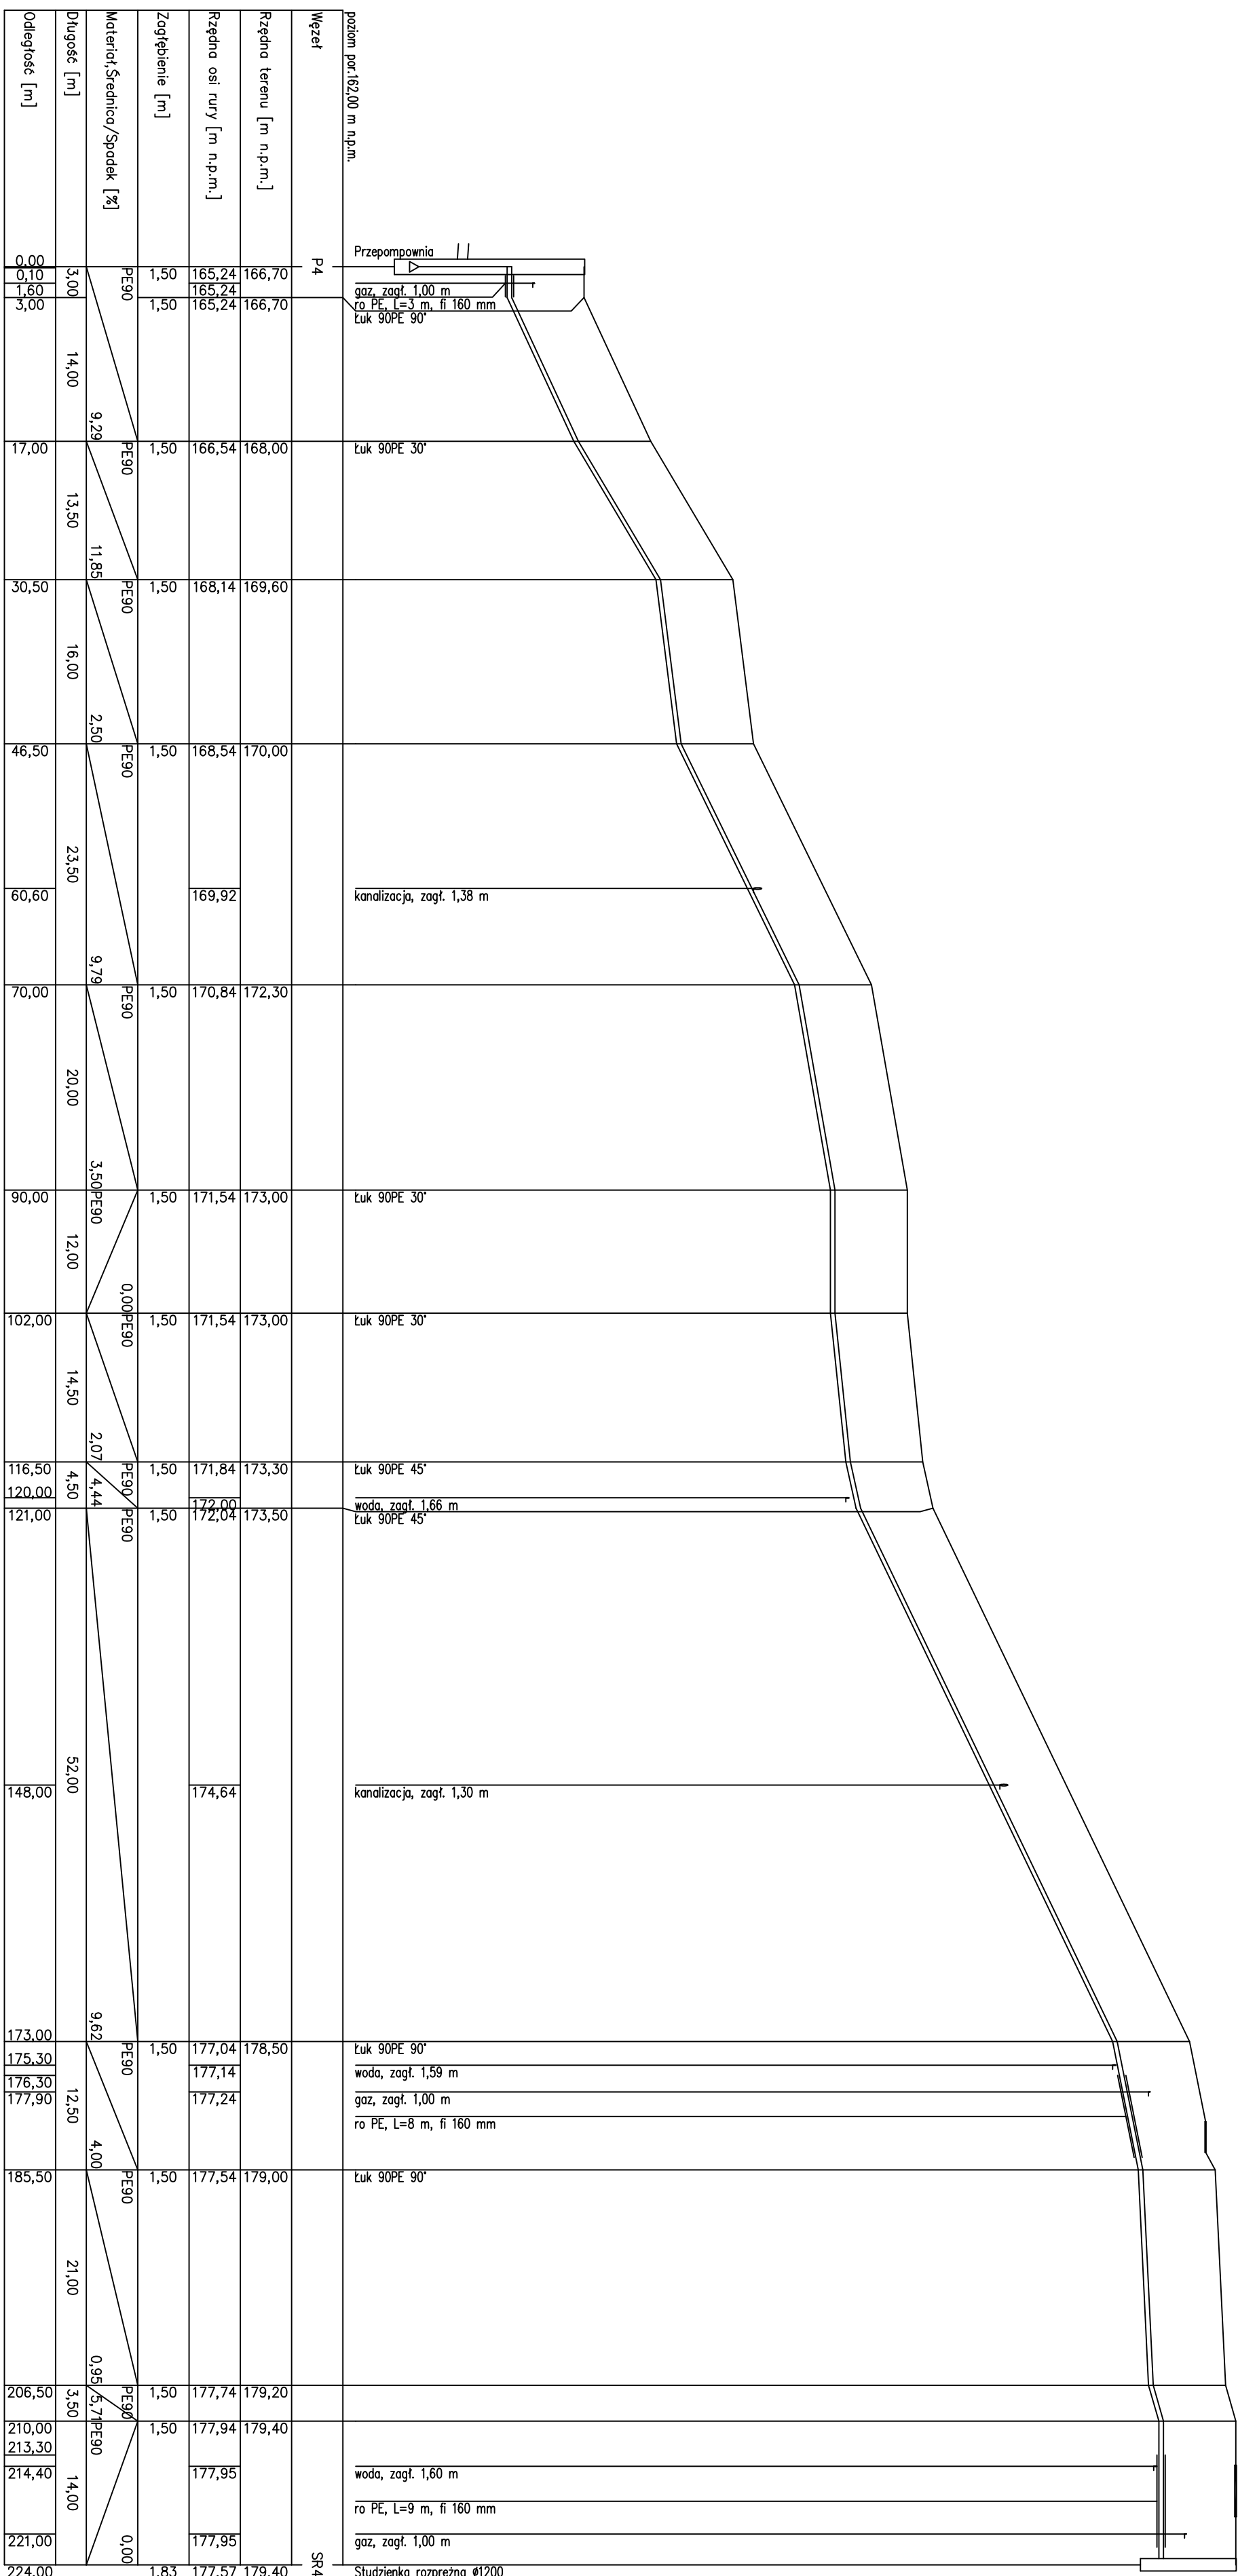 poziom por.162,00 m n.p.m.
Węzeł
P4
SR4
Rzędna terenu [m n.p.m.]
166,70
166,70
168,00
169,60
170,00
172,30
173,00
173,00
173,30
173,50
178,50
179,00
179,20
179,40
179,40
Rzędna osi rury [m n.p.m.]
165,24
165,24
165,24
166,54
168,14
168,54
169,92
170,84
171,54
171,54
171,84
172,00
172,04
174,64
177,04
177,14
177,24
177,54
177,74
177,94
177,95
177,95
177,57
Zagłębienie [m]
1,50
1,50
1,50
1,50
1,50
1,50
1,50
1,50
1,50
1,50
1,50
1,50
1,50
1,50
1,83
Materiał,Średnica/Spadek [%]
PE90
9,29
PE90
11,85
PE90
2,50
PE90
9,79
PE90
3,50
PE90
0,00
PE90
2,07
PE90
4,44
PE90
9,62
PE90
4,00
PE90
0,95
PE90
5,71
PE90
0,00
Długość [m]
3,00
14,00
13,50
16,00
23,50
20,00
12,00
14,50
4,50
52,00
12,50
21,00
3,50
14,00
Odległość [m]
0,00
0,10
1,60
3,00
17,00
30,50
46,50
60,60
70,00
90,00
102,00
116,50
120,00
121,00
148,00
173,00
175,30
176,30
177,90
185,50
206,50
210,00
213,30
214,40
221,00
224,00
Przepompownia
gaz, zagł. 1,00 m
ro PE, L=3 m, fi 160 mm
Łuk 90PE 90°
Łuk 90PE 30°
kanalizacja, zagł. 1,38 m
Łuk 90PE 30°
Łuk 90PE 30°
Łuk 90PE 45°
woda, zagł. 1,66 m
Łuk 90PE 45°
kanalizacja, zagł. 1,30 m
Łuk 90PE 90°
woda, zagł. 1,59 m
gaz, zagł. 1,00 m
ro PE, L=8 m, fi 160 mm
Łuk 90PE 90°
woda, zagł. 1,60 m
ro PE, L=9 m, fi 160 mm
gaz, zagł. 1,00 m
Studzienka rozprężna ø1200